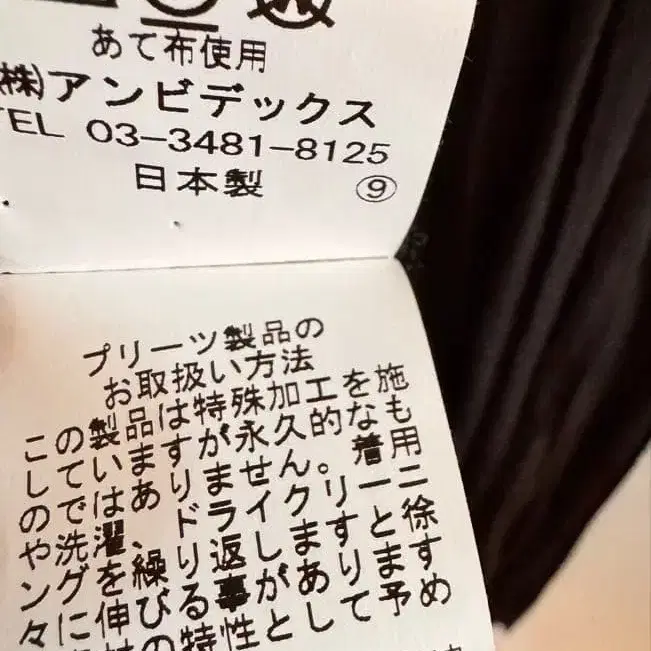 あて布使用
(株)アンビデックス
TEL 03-3481-8125
日本製 ⑨
プリーツ製品の
お取扱い方法
この製品は特殊加工を施
していますが永久的なも
のではありません。着用
や洗濯、ドライクリーニ
ングを繰り返しますと徐
々に伸びる事があります
の特性として予め